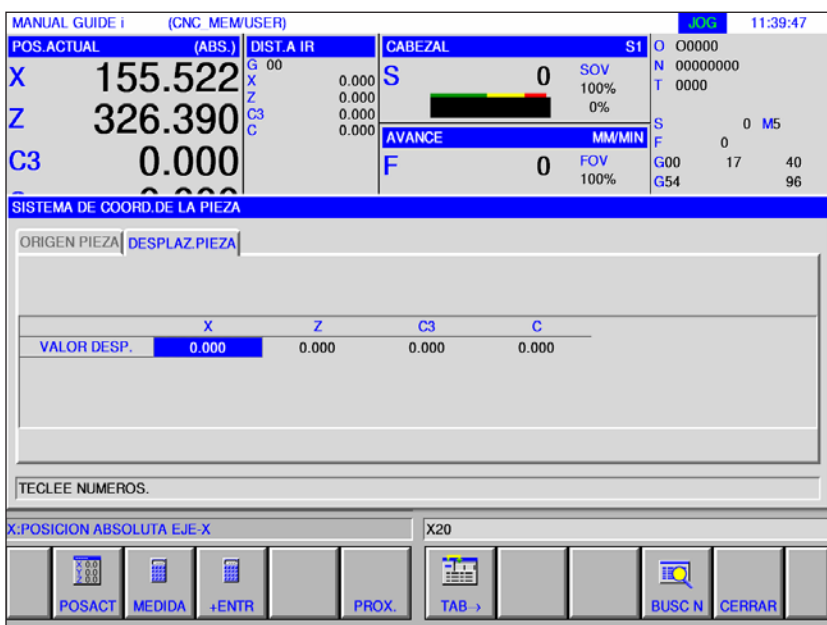 MANUAL GUIDE i (CNC_MEM/USER) JOG 11:39:47
POS.ACTUAL (ABS.) DIST.A IR CABEZAL S1 O O0000
G 00 N 00000000
X 155.522 X 0.000 S 0 SOV T 0000
Z 0.000 100%
Z 326.390 C3 0.000 0%
C 0.000 S 0 M5
AVANCE MM/MIN F 0
C3 0.000 F 0 FOV G00 17 40
100% G54 96
SISTEMA DE COORD.DE LA PIEZA
ORIGEN PIEZA DESPLAZ.PIEZA
X Z C3 C
VALOR DESP. 0.000 0.000 0.000 0.000
TECLEE NUMEROS.
X:POSICION ABSOLUTA EJE-X X20
POSACT MEDIDA +ENTR PROX. TAB→ BUSC N CERRAR